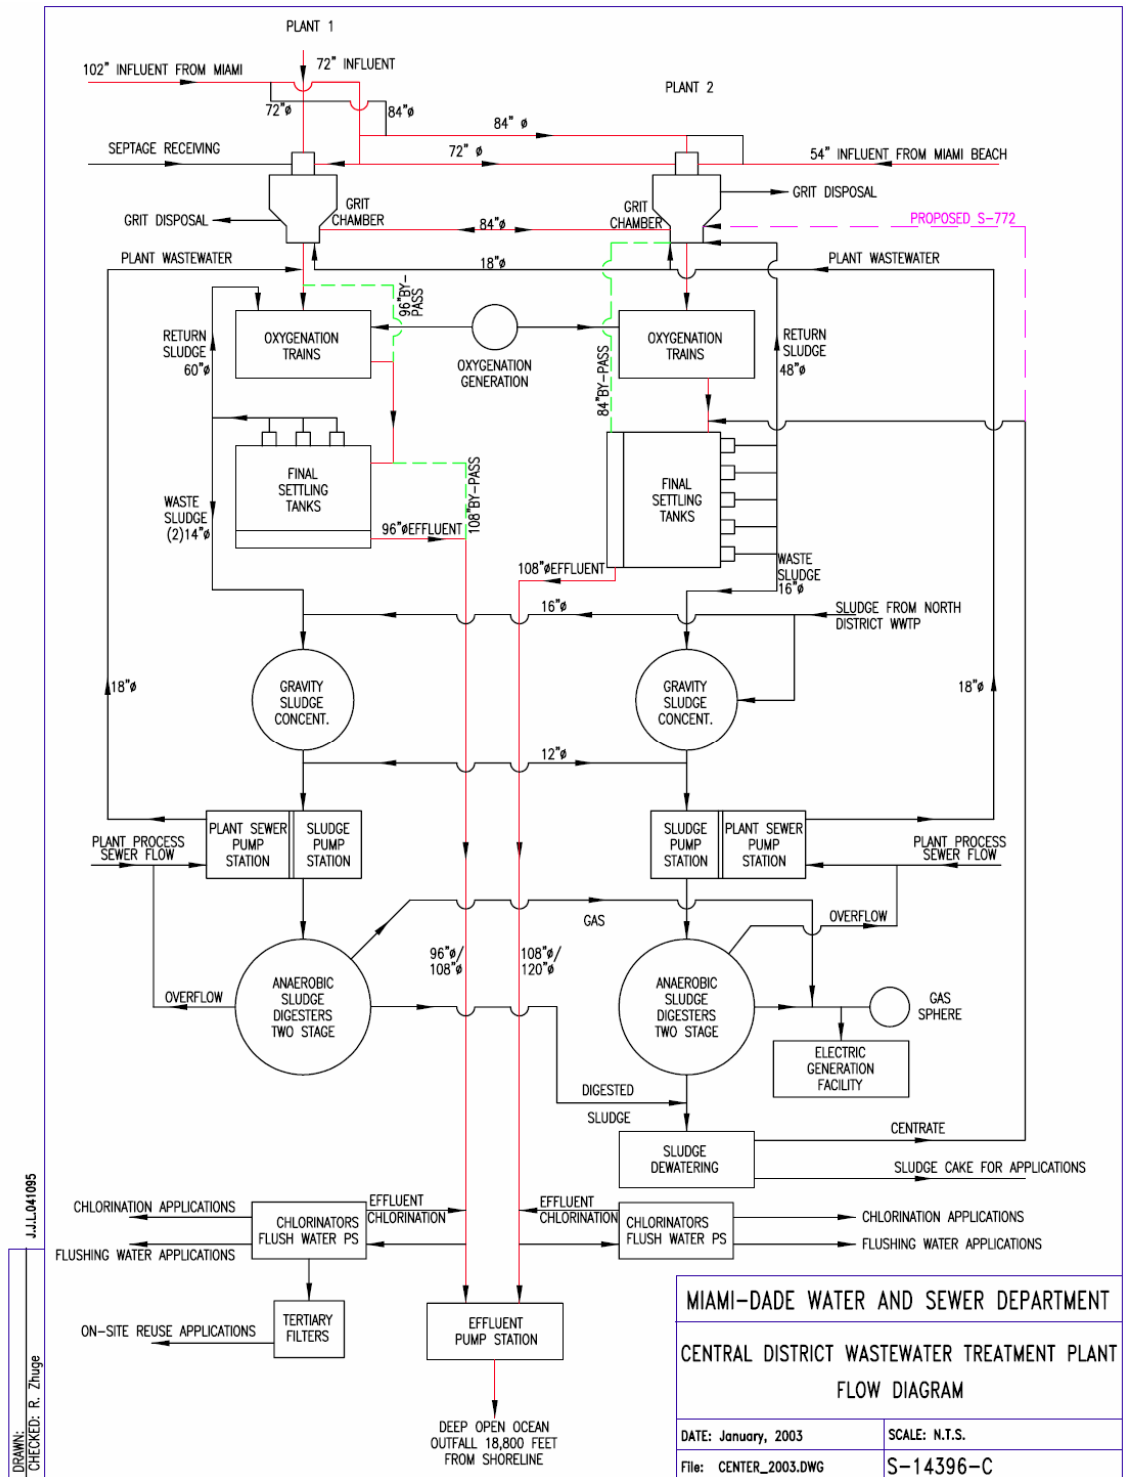 PLANT 1
102" INFLUENT FROM MIAMI
72" INFLUENT
PLANT 2
72"ø
84"ø
84" ø
SEPTAGE RECEIVING
72" ø
54" INFLUENT FROM MIAMI BEACH
GRIT DISPOSAL
GRIT
CHAMBER
84"ø
GRIT
CHAMBER
GRIT DISPOSAL
PROPOSED S-772
PLANT WASTEWATER
18"ø
PLANT WASTEWATER
96"BY-
PASS
RETURN
SLUDGE
60"ø
OXYGENATION
TRAINS
OXYGENATION
GENERATION
84"BY-PASS
OXYGENATION
TRAINS
RETURN
SLUDGE
48"ø
WASTE
SLUDGE
(2)14"ø
FINAL
SETTLING
TANKS
96"øEFFLUENT
108"BY-PASS
FINAL
SETTLING
TANKS
108"øEFFLUENT
WASTE
SLUDGE
16"ø
16"ø
SLUDGE FROM NORTH
DISTRICT WWTP
18"ø
GRAVITY
SLUDGE
CONCENT.
GRAVITY
SLUDGE
CONCENT.
18"ø
12"ø
PLANT SEWER
PUMP
STATION
SLUDGE
PUMP
STATION
SLUDGE
PUMP
STATION
PLANT SEWER
PUMP
STATION
PLANT PROCESS
SEWER FLOW
PLANT PROCESS
SEWER FLOW
GAS
OVERFLOW
96"ø/
108"ø
108"ø/
120"ø
OVERFLOW
ANAEROBIC
SLUDGE
DIGESTERS
TWO STAGE
ANAEROBIC
SLUDGE
DIGESTERS
TWO STAGE
GAS
SPHERE
ELECTRIC
GENERATION
FACILITY
DIGESTED
SLUDGE
SLUDGE
DEWATERING
CENTRATE
SLUDGE CAKE FOR APPLICATIONS
CHLORINATION APPLICATIONS
FLUSHING WATER APPLICATIONS
CHLORINATORS
FLUSH WATER PS
EFFLUENT
CHLORINATION
EFFLUENT
CHLORINATION
CHLORINATORS
FLUSH WATER PS
CHLORINATION APPLICATIONS
FLUSHING WATER APPLICATIONS
ON-SITE REUSE APPLICATIONS
TERTIARY
FILTERS
EFFLUENT
PUMP STATION
DEEP OPEN OCEAN
OUTFALL 18,800 FEET
FROM SHORELINE
MIAMI-DADE WATER AND SEWER DEPARTMENT
CENTRAL DISTRICT WASTEWATER TREATMENT PLANT
FLOW DIAGRAM
DATE: January, 2003
SCALE: N.T.S.
File: CENTER_2003.DWG
S-14396-C
DRAWN:
CHECKED: R. Zhuge
J.J.L041095